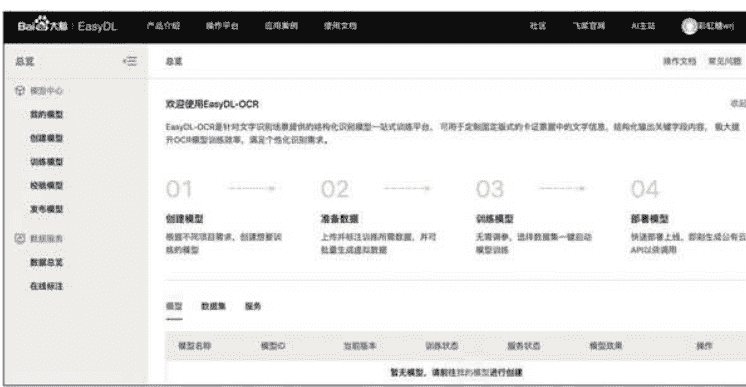 Bai大脑 EasyDL 产品介绍 操作平台 应用案例 使用文档 社区 飞桨官网 AI主站 彩虹糖wrj
总览 总览 操作文档 常见问题
模型中心
我的模型
创建模型
训练模型
校验模型
发布模型
数据服务
数据总览
在线标注
欢迎使用EasyDL-OCR 欢迎
EasyDL-OCR是针对文字识别场景提供的结构化识别模型一站式训练平台，可用于定制固定版式的卡证票据中的文字信息，结构化输出关键字段内容，极大提
升OCR模型训练效率，满足个性化识别需求。
01 02 03 04
创建模型 准备数据 训练模型 部署模型
根据不同项目需求，创建想要训 上传并标注训练所需数据，并可 无需调参，选择数据集一键启动 快速部署上线，即刻生成公有云
练的模型 批量生成虚拟数据 模型训练 API以供调用
模型 数据集 服务
模型名称 模型ID 当前版本 训练状态 服务状态 模型效果 操作
暂无模型，请前往我的模型进行创建